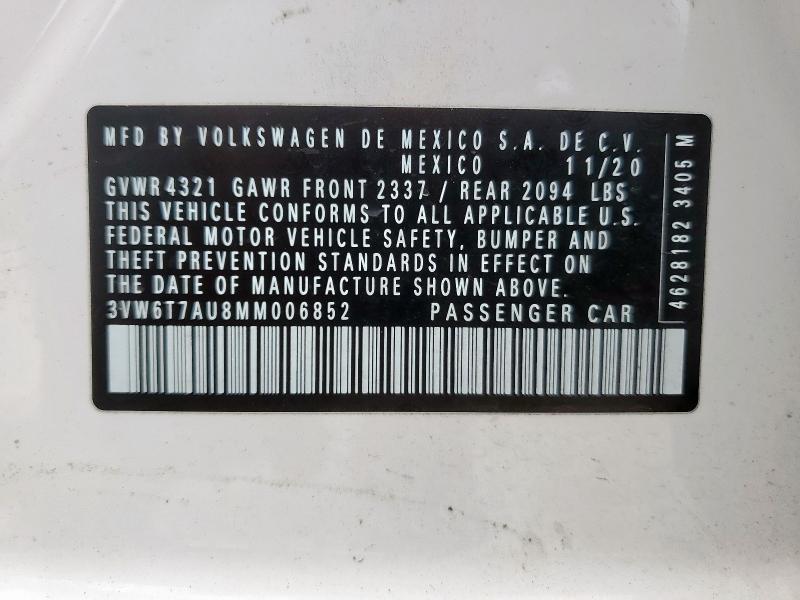 MFD BY VOLKSWAGEN DE MEXICO S.A. DE C.V.
MEXICO 11/20
GVWR 4321 GAWR FRONT 2337 / REAR 2094 LBS
THIS VEHICLE CONFORMS TO ALL APPLICABLE U.S.
FEDERAL MOTOR VEHICLE SAFETY, BUMPER AND
THEFT PREVENTION STANDARDS IN EFFECT ON
THE DATE OF MANUFACTURE SHOWN ABOVE.
3VW6T7AU8MM006852 PASSENGER CAR
4628182 3405 M